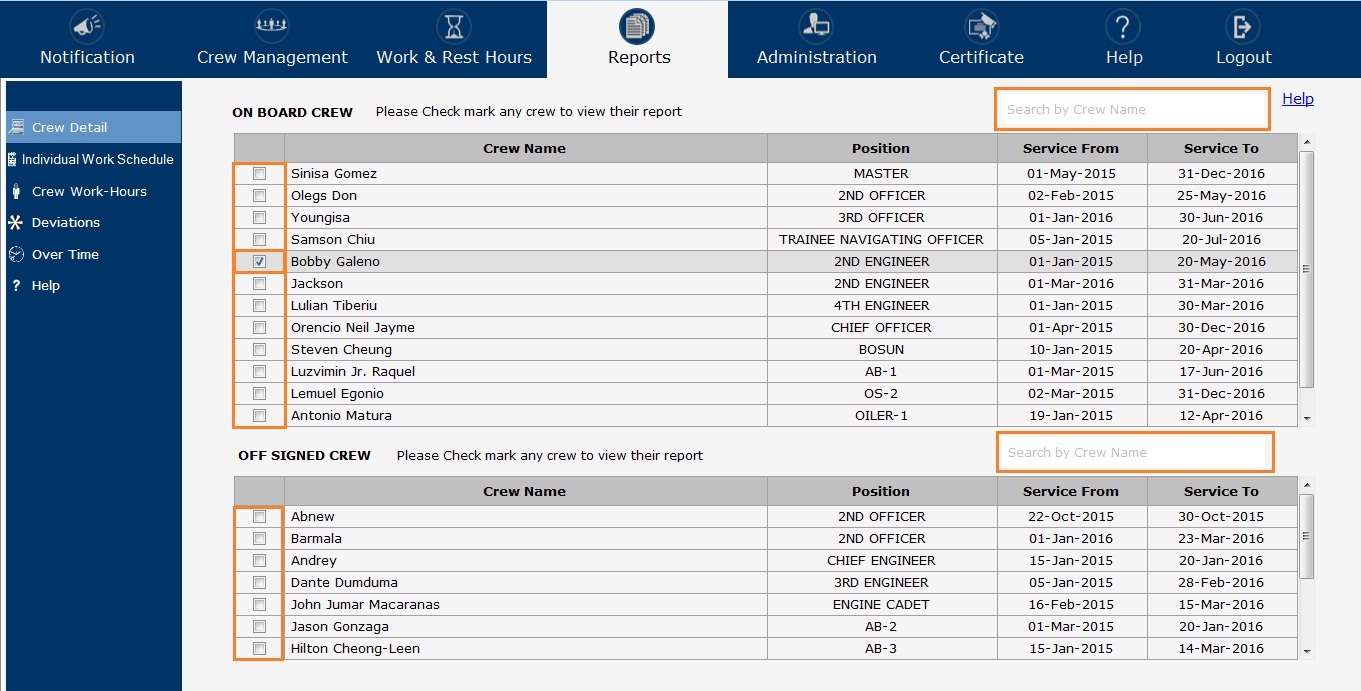 Notification Crew Management Work & Rest Hours Reports Administration Certificate Help Logout
Crew Detail
Individual Work Schedule
Crew Work-Hours
Deviations
Over Time
Help
ON BOARD CREW Please Check mark any crew to view their report Search by Crew Name Help
Crew Name Position Service From Service To
Sinisa Gomez MASTER 01-May-2015 31-Dec-2016
Olegs Don 2ND OFFICER 02-Feb-2015 25-May-2016
Youngisa 3RD OFFICER 01-Jan-2016 30-Jun-2016
Samson Chiu TRAINEE NAVIGATING OFFICER 05-Jan-2015 20-Jul-2016
Bobby Galeno 2ND ENGINEER 01-Jan-2015 20-May-2016
Jackson 2ND ENGINEER 01-Mar-2016 31-Mar-2016
Lulian Tiberiu 4TH ENGINEER 01-Jan-2015 30-Mar-2016
Orencio Neil Jayme CHIEF OFFICER 01-Apr-2015 30-Dec-2016
Steven Cheung BOSUN 10-Jan-2015 20-Apr-2016
Luzvimin Jr. Raquel AB-1 01-Mar-2015 17-Jun-2016
Lemuel Egonio OS-2 02-Mar-2015 31-Dec-2016
Antonio Matura OILER-1 19-Jan-2015 12-Apr-2016
OFF SIGNED CREW Please Check mark any crew to view their report Search by Crew Name
Crew Name Position Service From Service To
Abnew 2ND OFFICER 22-Oct-2015 30-Oct-2015
Barmala 2ND OFFICER 01-Jan-2016 23-Mar-2016
Andrey CHIEF ENGINEER 15-Jan-2015 20-Jan-2016
Dante Dumduma 3RD ENGINEER 05-Jan-2015 28-Feb-2016
John Jumar Macaranas ENGINE CADET 16-Feb-2015 15-Mar-2016
Jason Gonzaga AB-2 01-Mar-2015 20-Jan-2016
Hilton Cheong-Leen AB-3 15-Jan-2015 14-Mar-2016